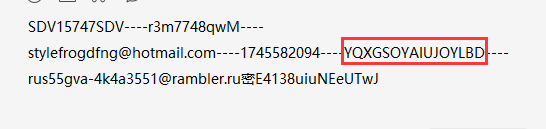 SDV15747SDV----r3m7748qwM----
stylefrogdfng@hotmail.com----1745582094----YQXGSOYAIUJOYLBD----
rus55gva-4k4a3551@rambler.ru密E4138uiuNEeUTwJ